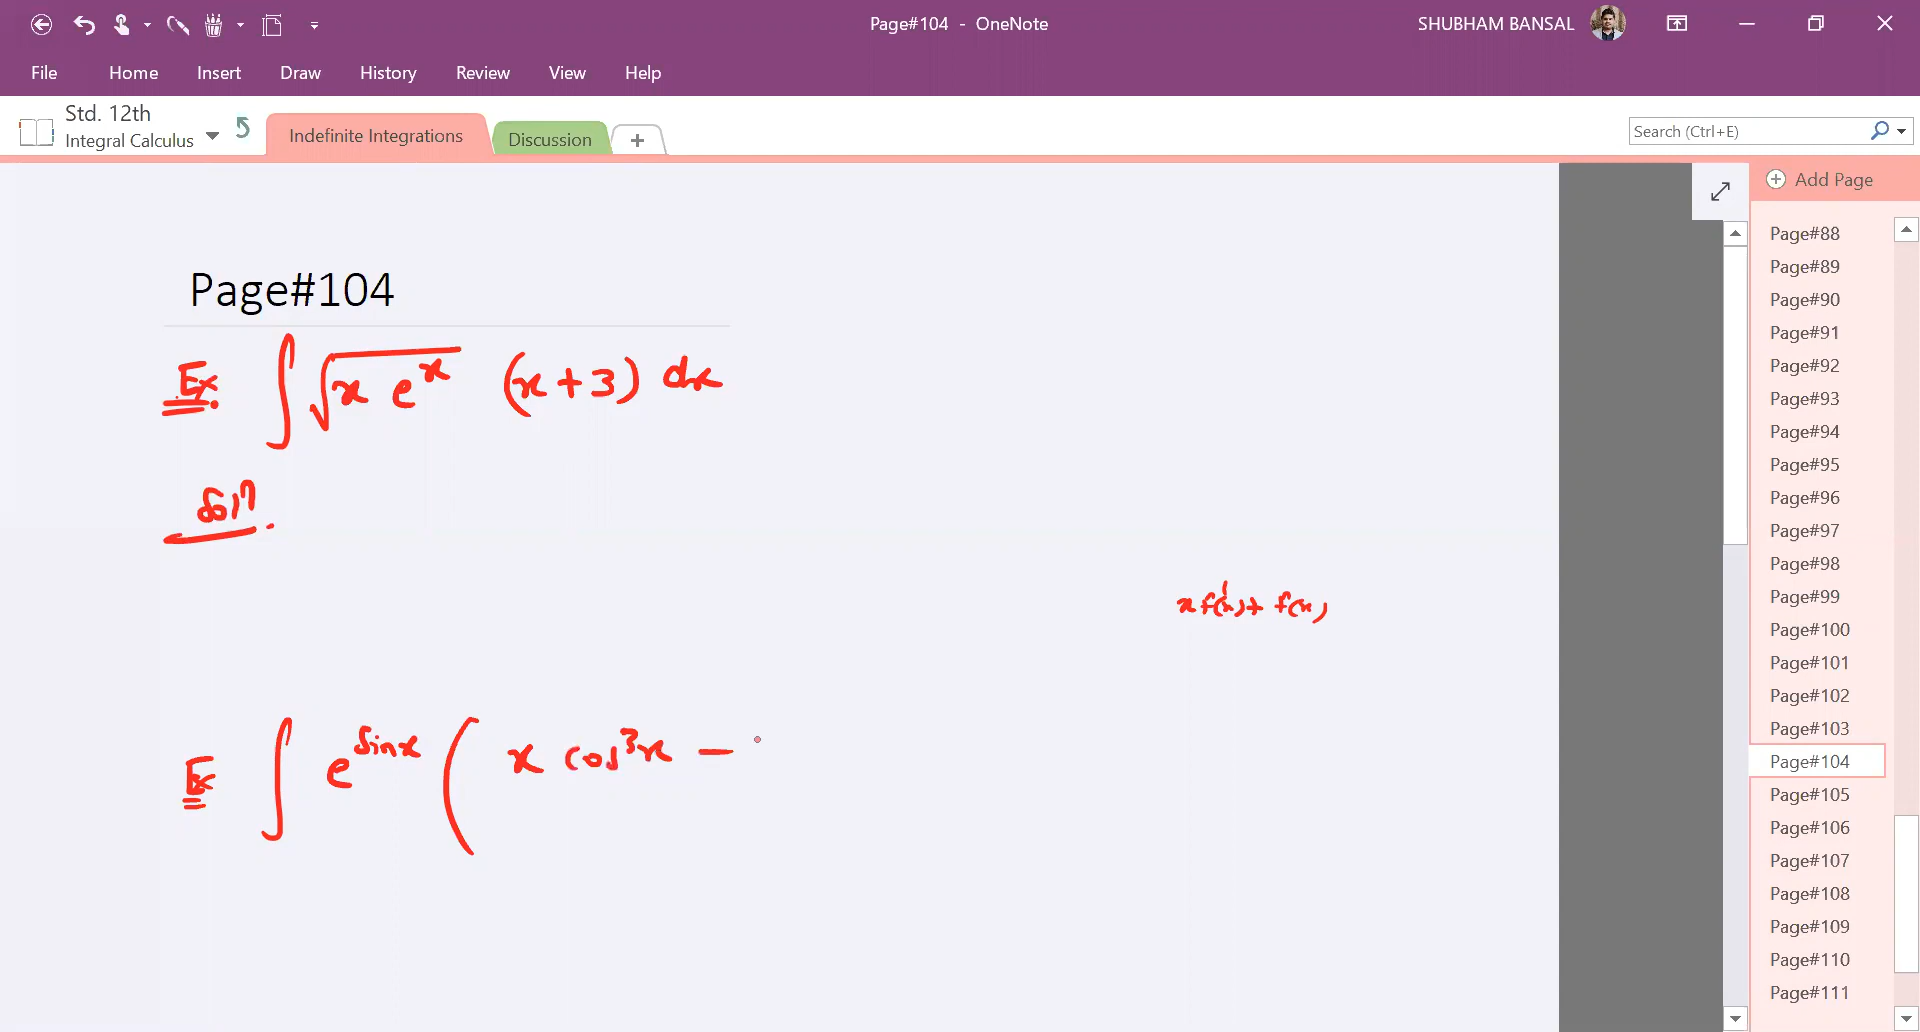 Page#104 - OneNote
SHUBHAM BANSAL
File Home Insert Draw History Review View Help
Std. 12th
Integral Calculus
Indefinite Integrations
Discussion
+
Search (Ctrl+E)
Add Page
Page#104
Ex. ∫ √(x e^x) (x+3) dx
Solⁿ.
x f'(x) + f(x)
Ex ∫ e^sinx ( x cos³x −
Page#88
Page#89
Page#90
Page#91
Page#92
Page#93
Page#94
Page#95
Page#96
Page#97
Page#98
Page#99
Page#100
Page#101
Page#102
Page#103
Page#104
Page#105
Page#106
Page#107
Page#108
Page#109
Page#110
Page#111